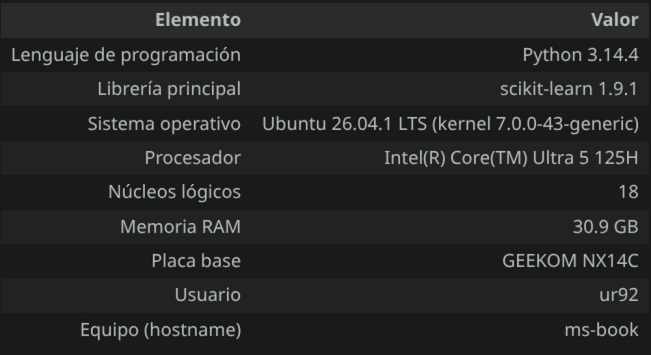 Elemento Valor
Lenguaje de programación Python 3.14.4
Librería principal scikit-learn 1.9.1
Sistema operativo Ubuntu 26.04.1 LTS (kernel 7.0.0-43-generic)
Procesador Intel(R) Core(TM) Ultra 5 125H
Núcleos lógicos 18
Memoria RAM 30.9 GB
Placa base GEEKOM NX14C
Usuario ur92
Equipo (hostname) ms-book